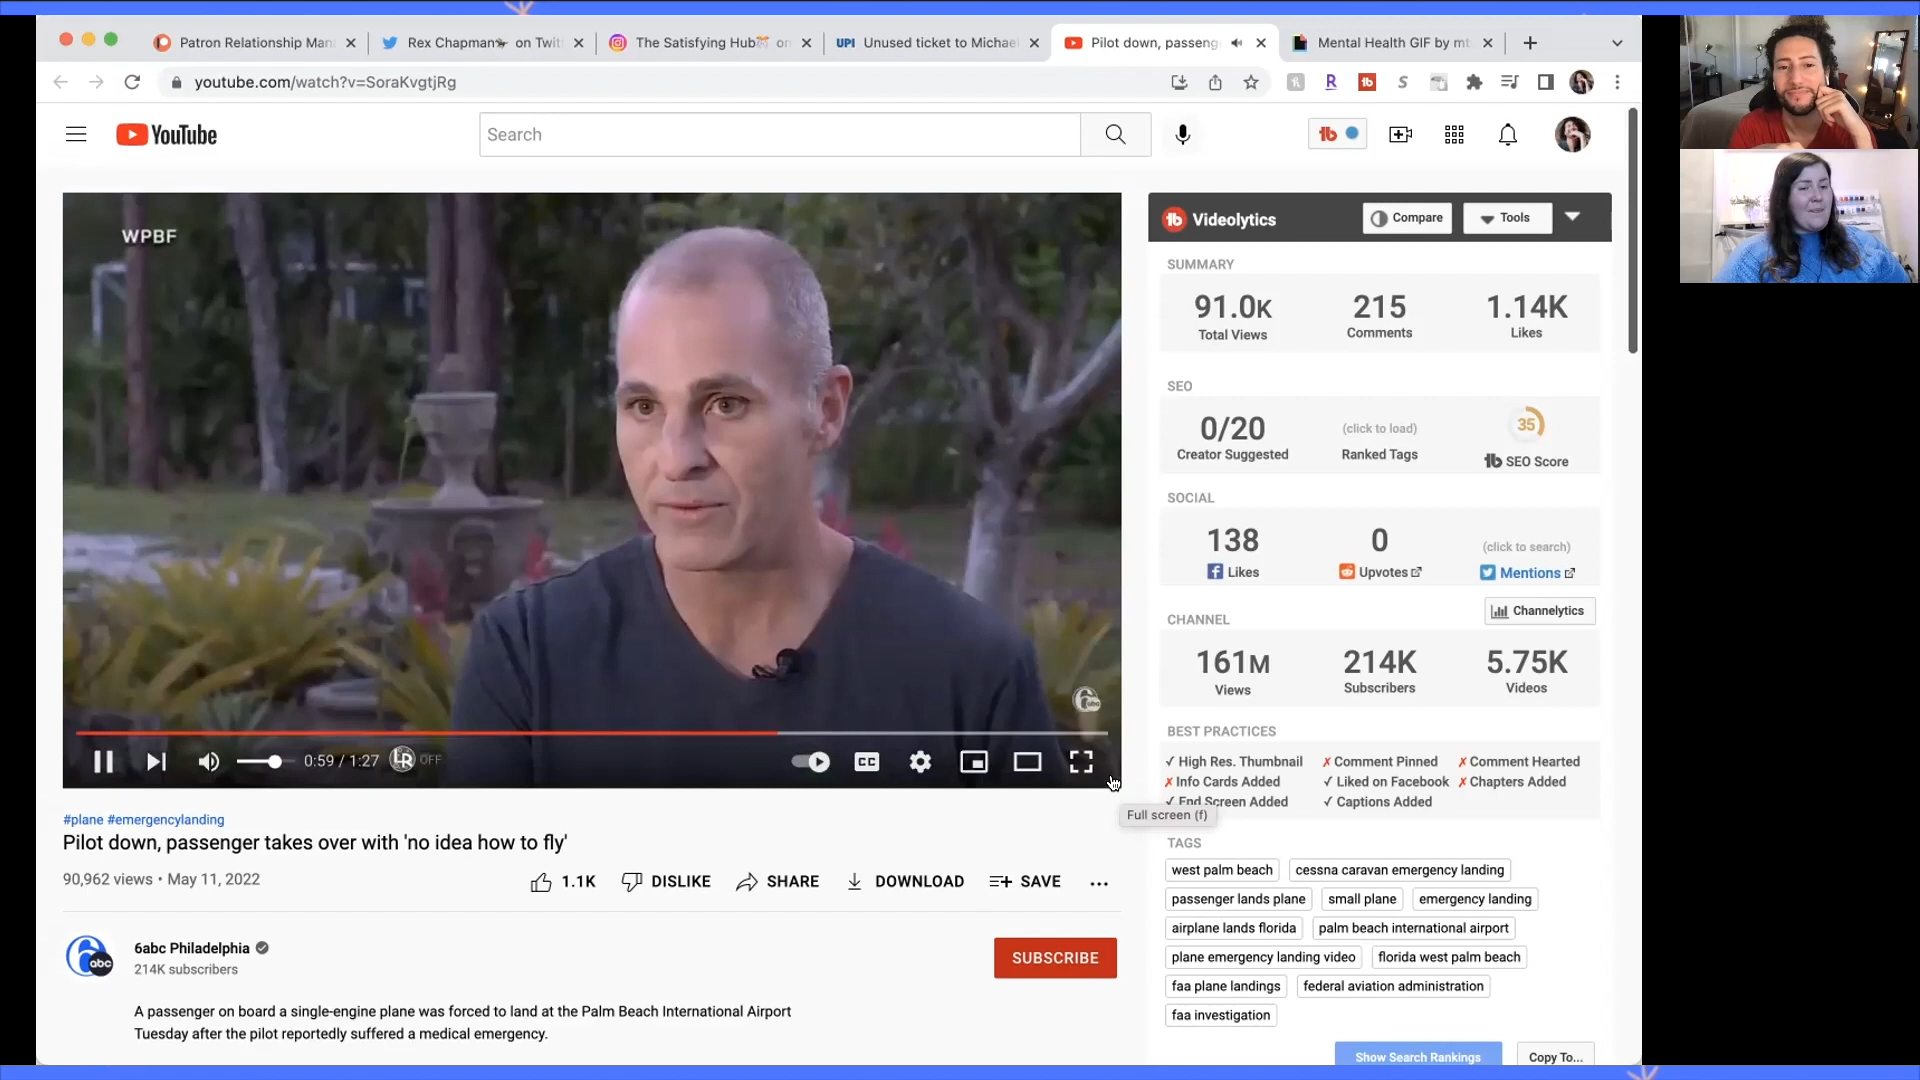 Patron Relationship Man
Rex Chapman on Twit
The Satisfying Hub on
UPI Unused ticket to Michael
Pilot down, passeng
Mental Health GIF by mt
youtube.com/watch?v=SoraKvgtjRg
YouTube
Search
WPBF
0:59 / 1:27
LR OFF
CC
Full screen (f)
#plane #emergencylanding
Pilot down, passenger takes over with 'no idea how to fly'
90,962 views • May 11, 2022
1.1K DISLIKE SHARE DOWNLOAD SAVE
abc
6abc Philadelphia
214K subscribers
SUBSCRIBE
A passenger on board a single-engine plane was forced to land at the Palm Beach International Airport
Tuesday after the pilot reportedly suffered a medical emergency.
Videolytics Compare Tools
SUMMARY
91.0K 215 1.14K
Total Views Comments Likes
SEO
0/20 (click to load) 35
Creator Suggested Ranked Tags SEO Score
SOCIAL
138 0 (click to search)
Likes Upvotes Mentions
CHANNEL Channelytics
161M 214K 5.75K
Views Subscribers Videos
BEST PRACTICES
✓ High Res. Thumbnail ✗ Comment Pinned ✗ Comment Hearted
✗ Info Cards Added ✓ Liked on Facebook ✗ Chapters Added
✓ End Screen Added ✓ Captions Added
TAGS
west palm beach cessna caravan emergency landing
passenger lands plane small plane emergency landing
airplane lands florida palm beach international airport
plane emergency landing video florida west palm beach
faa plane landings federal aviation administration
faa investigation
Show Search Rankings Copy To...